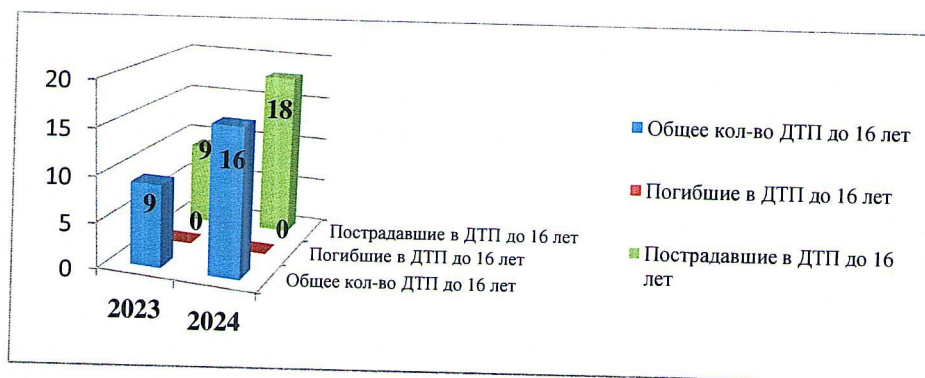 20
15
10
5
0
9
0
9
16
0
18
2023
2024
Пострадавшие в ДТП до 16 лет
Погибшие в ДТП до 16 лет
Общее кол-во ДТП до 16 лет
Общее кол-во ДТП до 16 лет
Погибшие в ДТП до 16 лет
Пострадавшие в ДТП до 16
лет